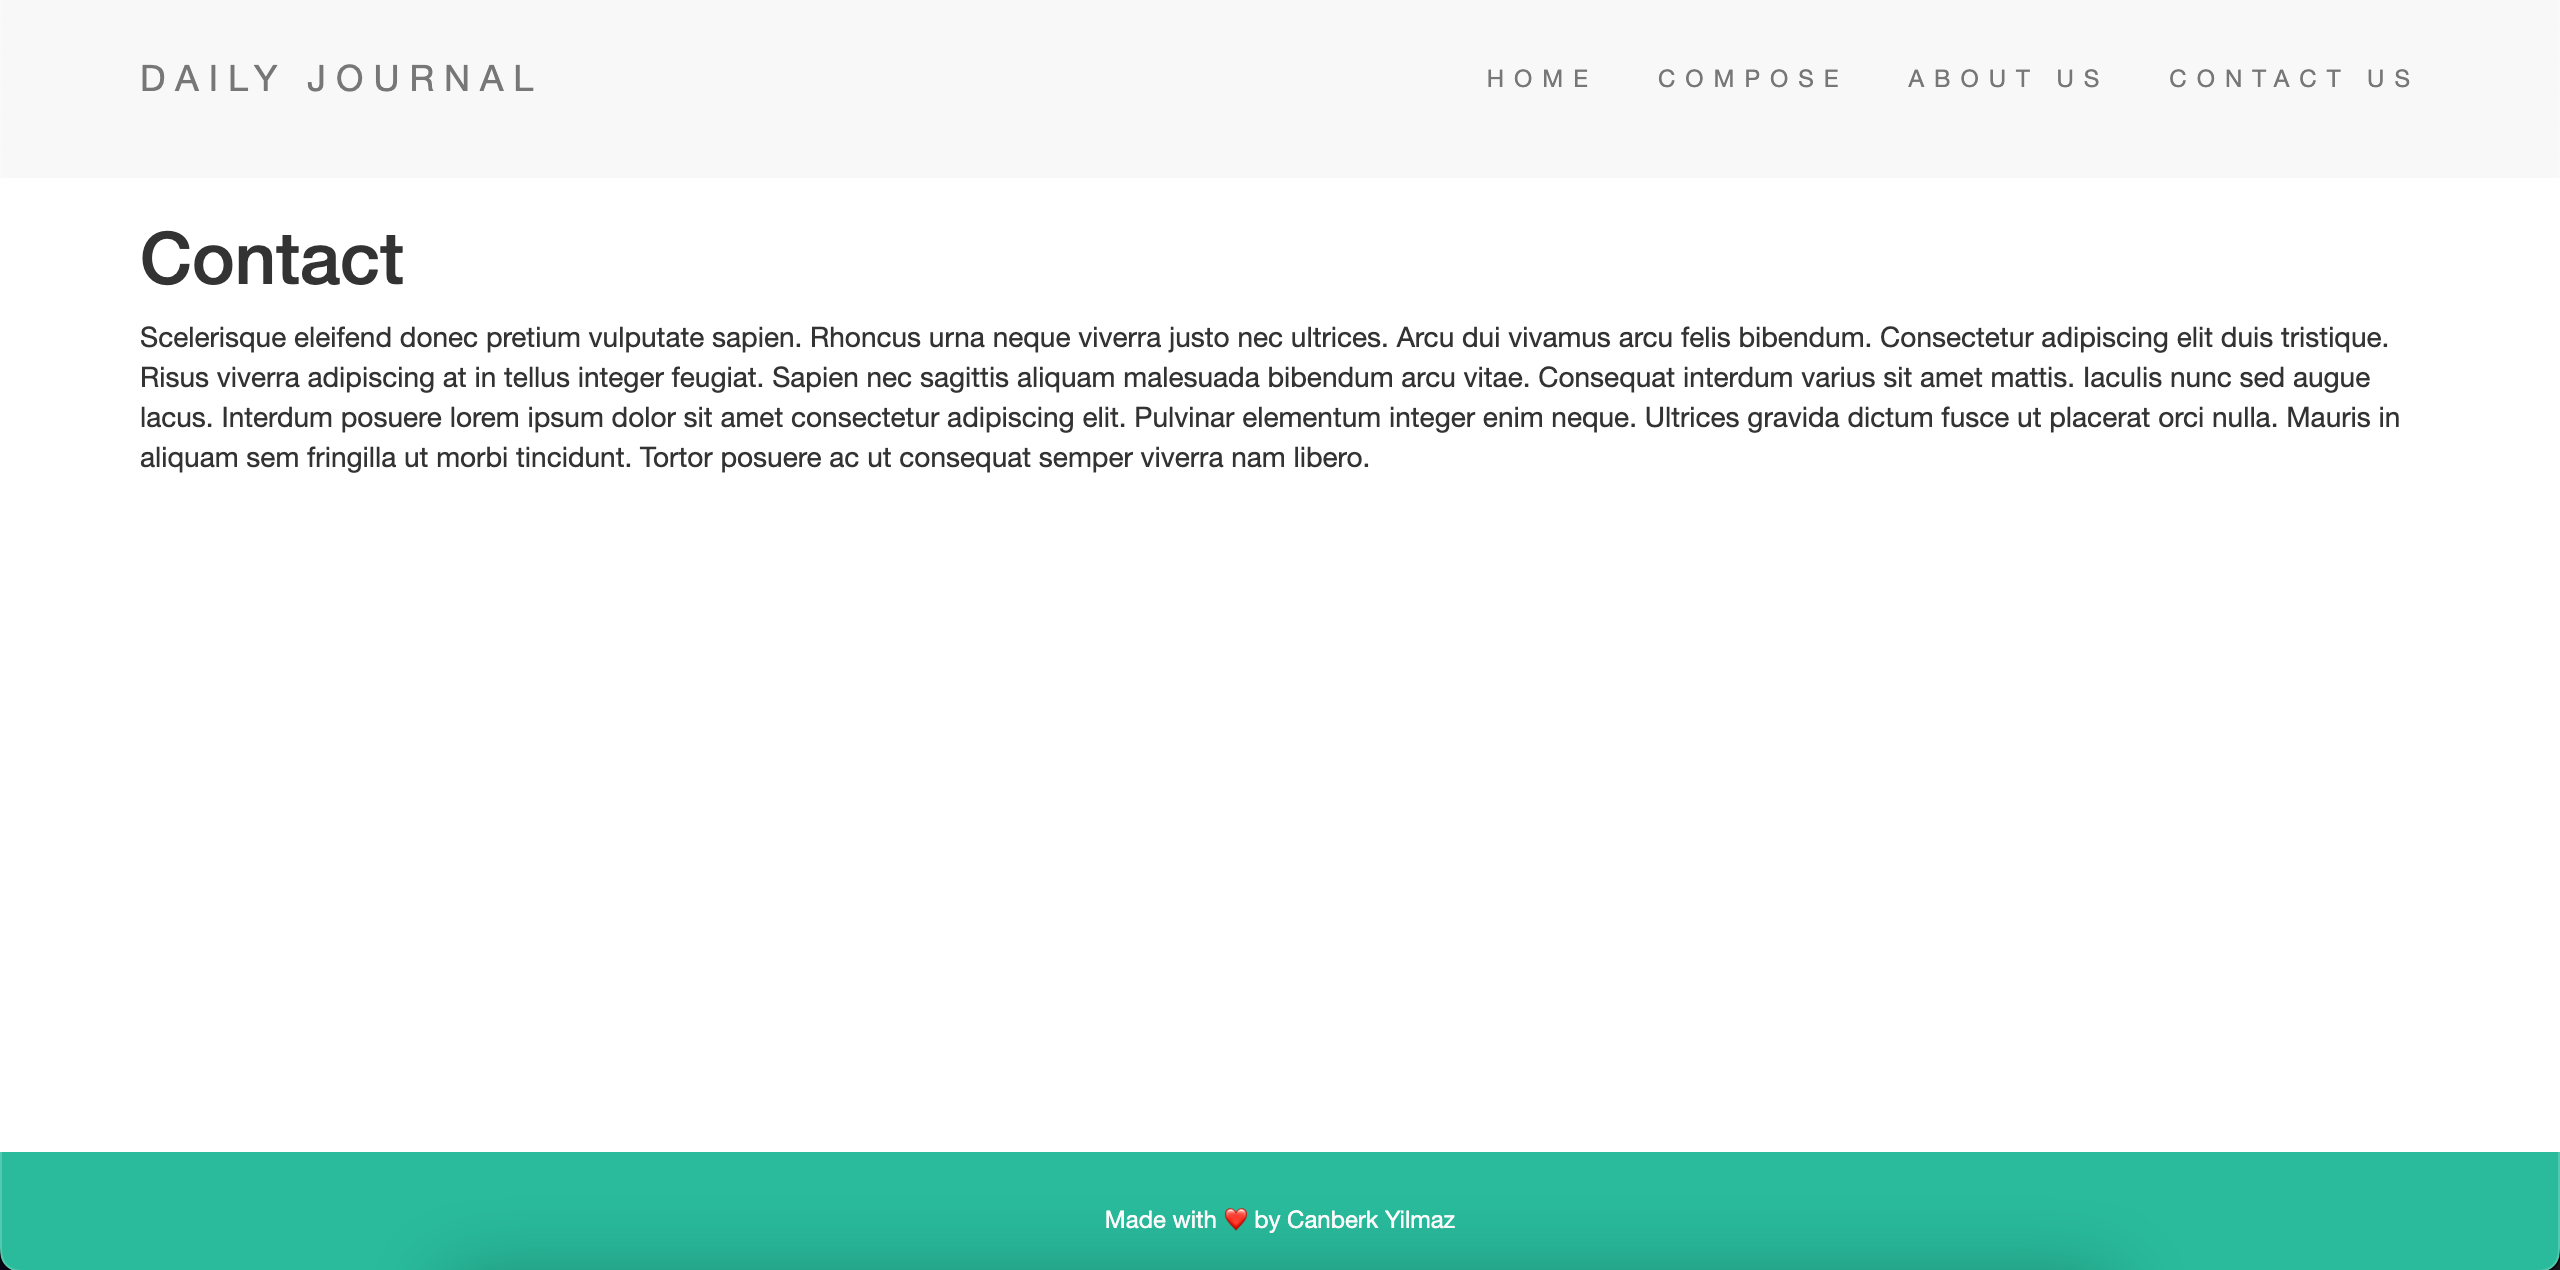 DAILY JOURNAL
HOME COMPOSE ABOUT US CONTACT US
Contact
Scelerisque eleifend donec pretium vulputate sapien. Rhoncus urna neque viverra justo nec ultrices. Arcu dui vivamus arcu felis bibendum. Consectetur adipiscing elit duis tristique.
Risus viverra adipiscing at in tellus integer feugiat. Sapien nec sagittis aliquam malesuada bibendum arcu vitae. Consequat interdum varius sit amet mattis. Iaculis nunc sed augue
lacus. Interdum posuere lorem ipsum dolor sit amet consectetur adipiscing elit. Pulvinar elementum integer enim neque. Ultrices gravida dictum fusce ut placerat orci nulla. Mauris in
aliquam sem fringilla ut morbi tincidunt. Tortor posuere ac ut consequat semper viverra nam libero.
Made with ❤️ by Canberk Yilmaz